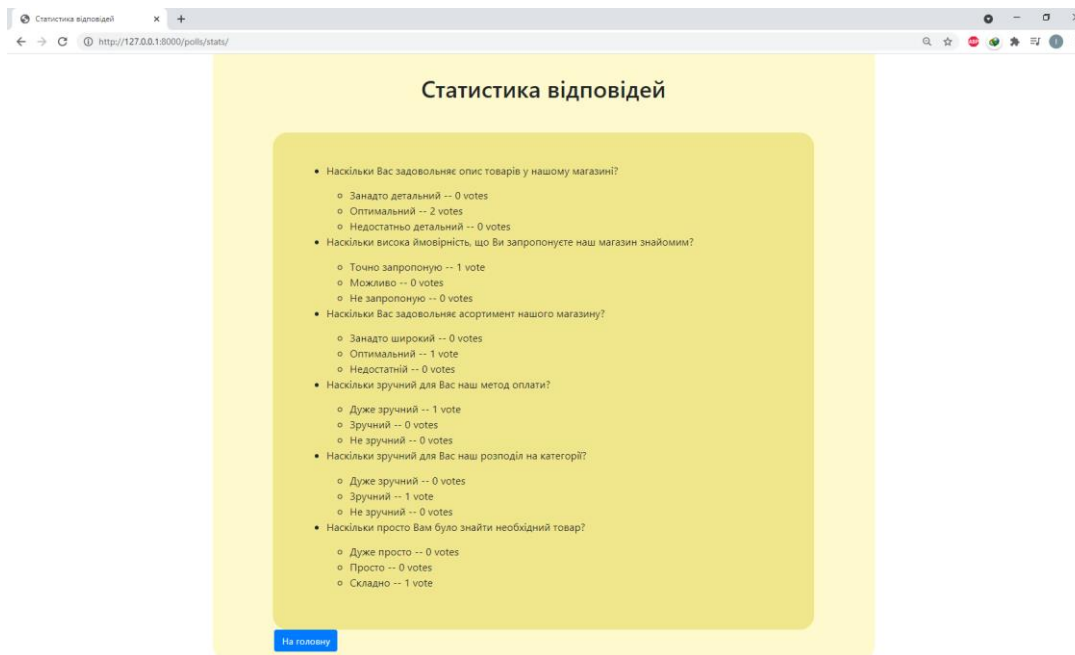 Статистика відповідей
http://127.0.0.1:8000/polls/stats/
Статистика відповідей
Наскільки Вас задовольняє опис товарів у нашому магазині?
Занадто детальний -- 0 votes
Оптимальний -- 2 votes
Недостатньо детальний -- 0 votes
Наскільки висока ймовірність, що Ви запропонуєте наш магазин знайомим?
Точно запропоную -- 1 vote
Можливо -- 0 votes
Не запропоную -- 0 votes
Наскільки Вас задовольняє асортимент нашого магазину?
Занадто широкий -- 0 votes
Оптимальний -- 1 vote
Недостатній -- 0 votes
Наскільки зручний для Вас наш метод оплати?
Дуже зручний -- 1 vote
Зручний -- 0 votes
Не зручний -- 0 votes
Наскільки зручний для Вас наш розподіл на категорії?
Дуже зручний -- 0 votes
Зручний -- 1 vote
Не зручний -- 0 votes
Наскільки просто Вам було знайти необхідний товар?
Дуже просто -- 0 votes
Просто -- 0 votes
Складно -- 1 vote
На головну